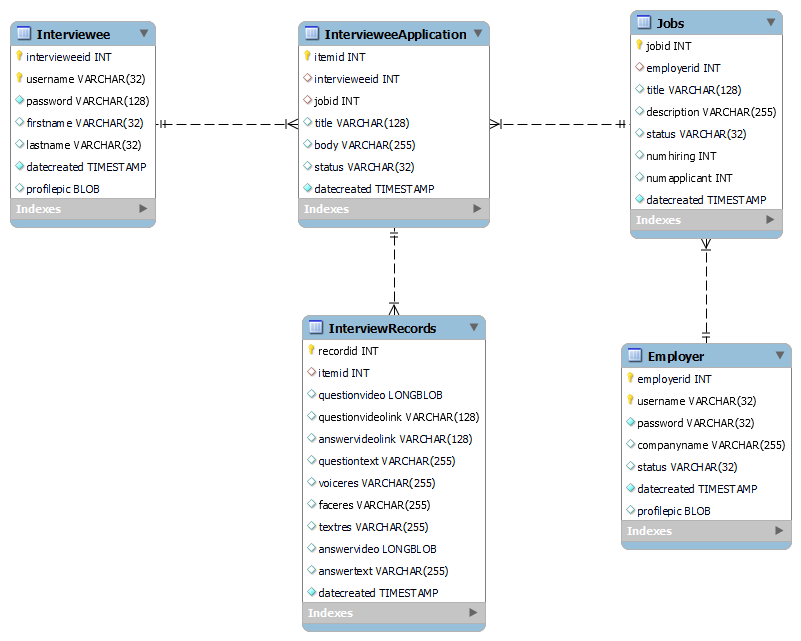 Interviewee
intervieweeid INT
username VARCHAR(32)
password VARCHAR(128)
firstname VARCHAR(32)
lastname VARCHAR(32)
datecreated TIMESTAMP
profilepic BLOB
Indexes
IntervieweeApplication
itemid INT
intervieweeid INT
jobid INT
title VARCHAR(128)
body VARCHAR(255)
status VARCHAR(32)
datecreated TIMESTAMP
Indexes
Jobs
jobid INT
employerid INT
title VARCHAR(128)
description VARCHAR(255)
status VARCHAR(32)
numhiring INT
numapplicant INT
datecreated TIMESTAMP
Indexes
InterviewRecords
recordid INT
itemid INT
questionvideo LONGBLOB
questionvideolink VARCHAR(128)
answervideolink VARCHAR(128)
questiontext VARCHAR(255)
voiceres VARCHAR(255)
faceres VARCHAR(255)
textres VARCHAR(255)
answervideo LONGBLOB
answertext VARCHAR(255)
datecreated TIMESTAMP
Indexes
Employer
employerid INT
username VARCHAR(32)
password VARCHAR(32)
companyname VARCHAR(255)
status VARCHAR(32)
datecreated TIMESTAMP
profilepic BLOB
Indexes